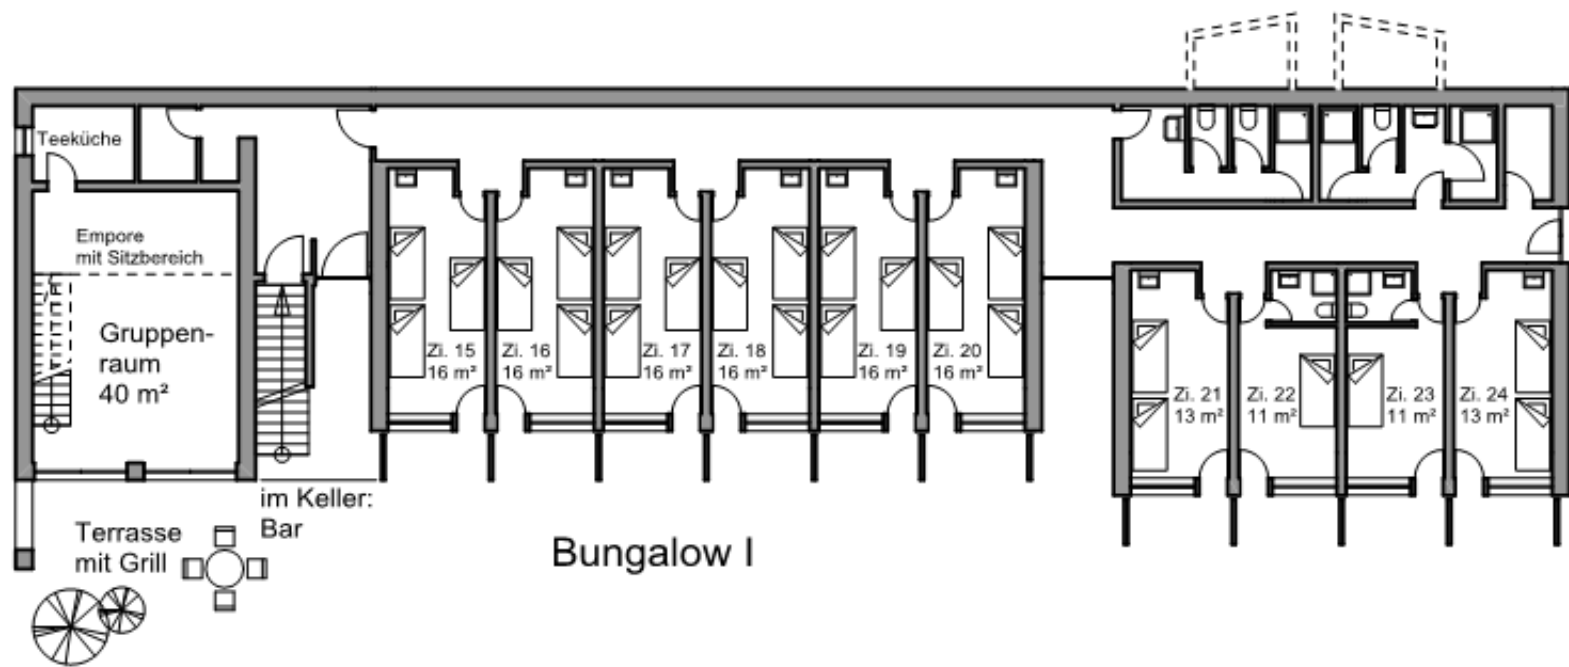 Teeküche
Empore
mit Sitzbereich
Gruppen-
raum
40 m²
Zi. 15
16 m²
Zi. 16
16 m²
Zi. 17
16 m²
Zi. 18
16 m²
Zi. 19
16 m²
Zi. 20
16 m²
Zi. 21
13 m²
Zi. 22
11 m²
Zi. 23
11 m²
Zi. 24
13 m²
im Keller:
Bar
Terrasse
mit Grill
Bungalow I